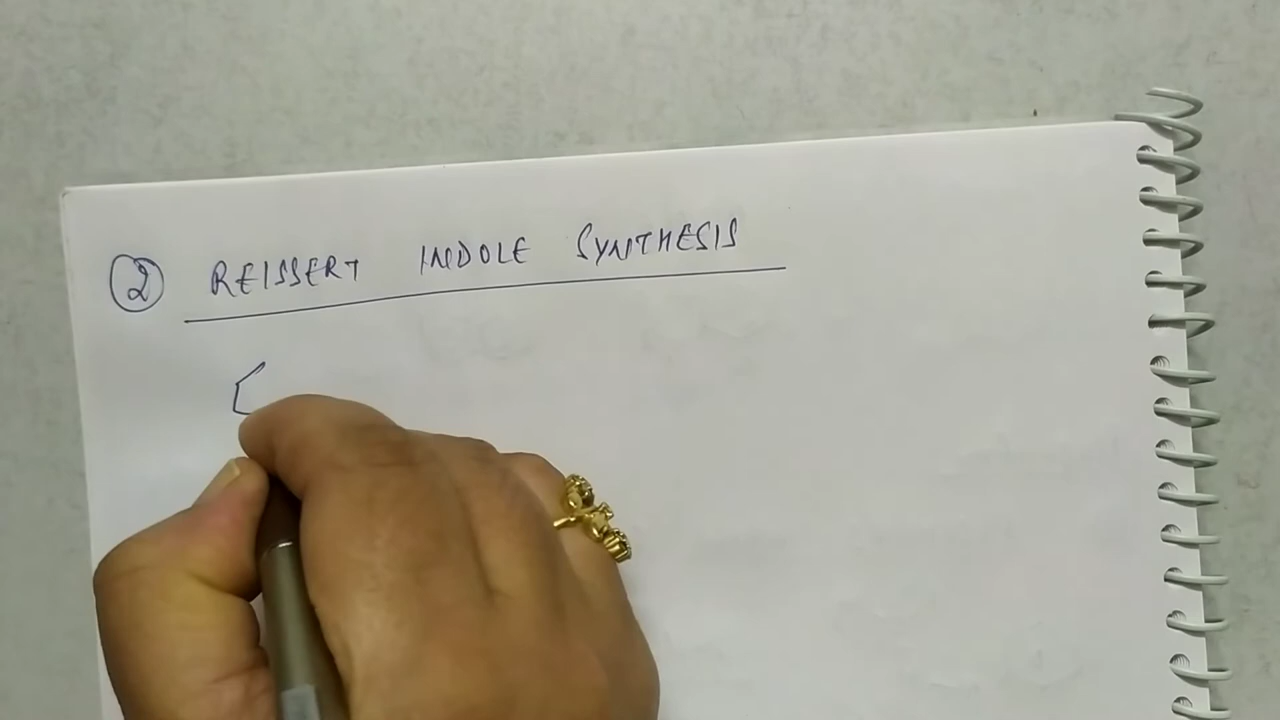 ② REISSERT INDOLE SYNTHESIS